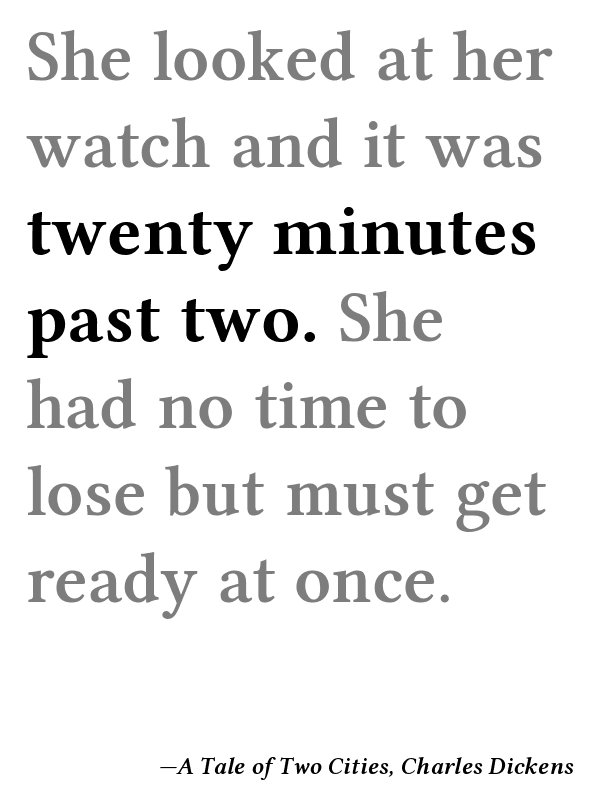 She looked at her
watch and it was
twenty minutes
past two. She
had no time to
lose but must get
ready at once.
—A Tale of Two Cities, Charles Dickens